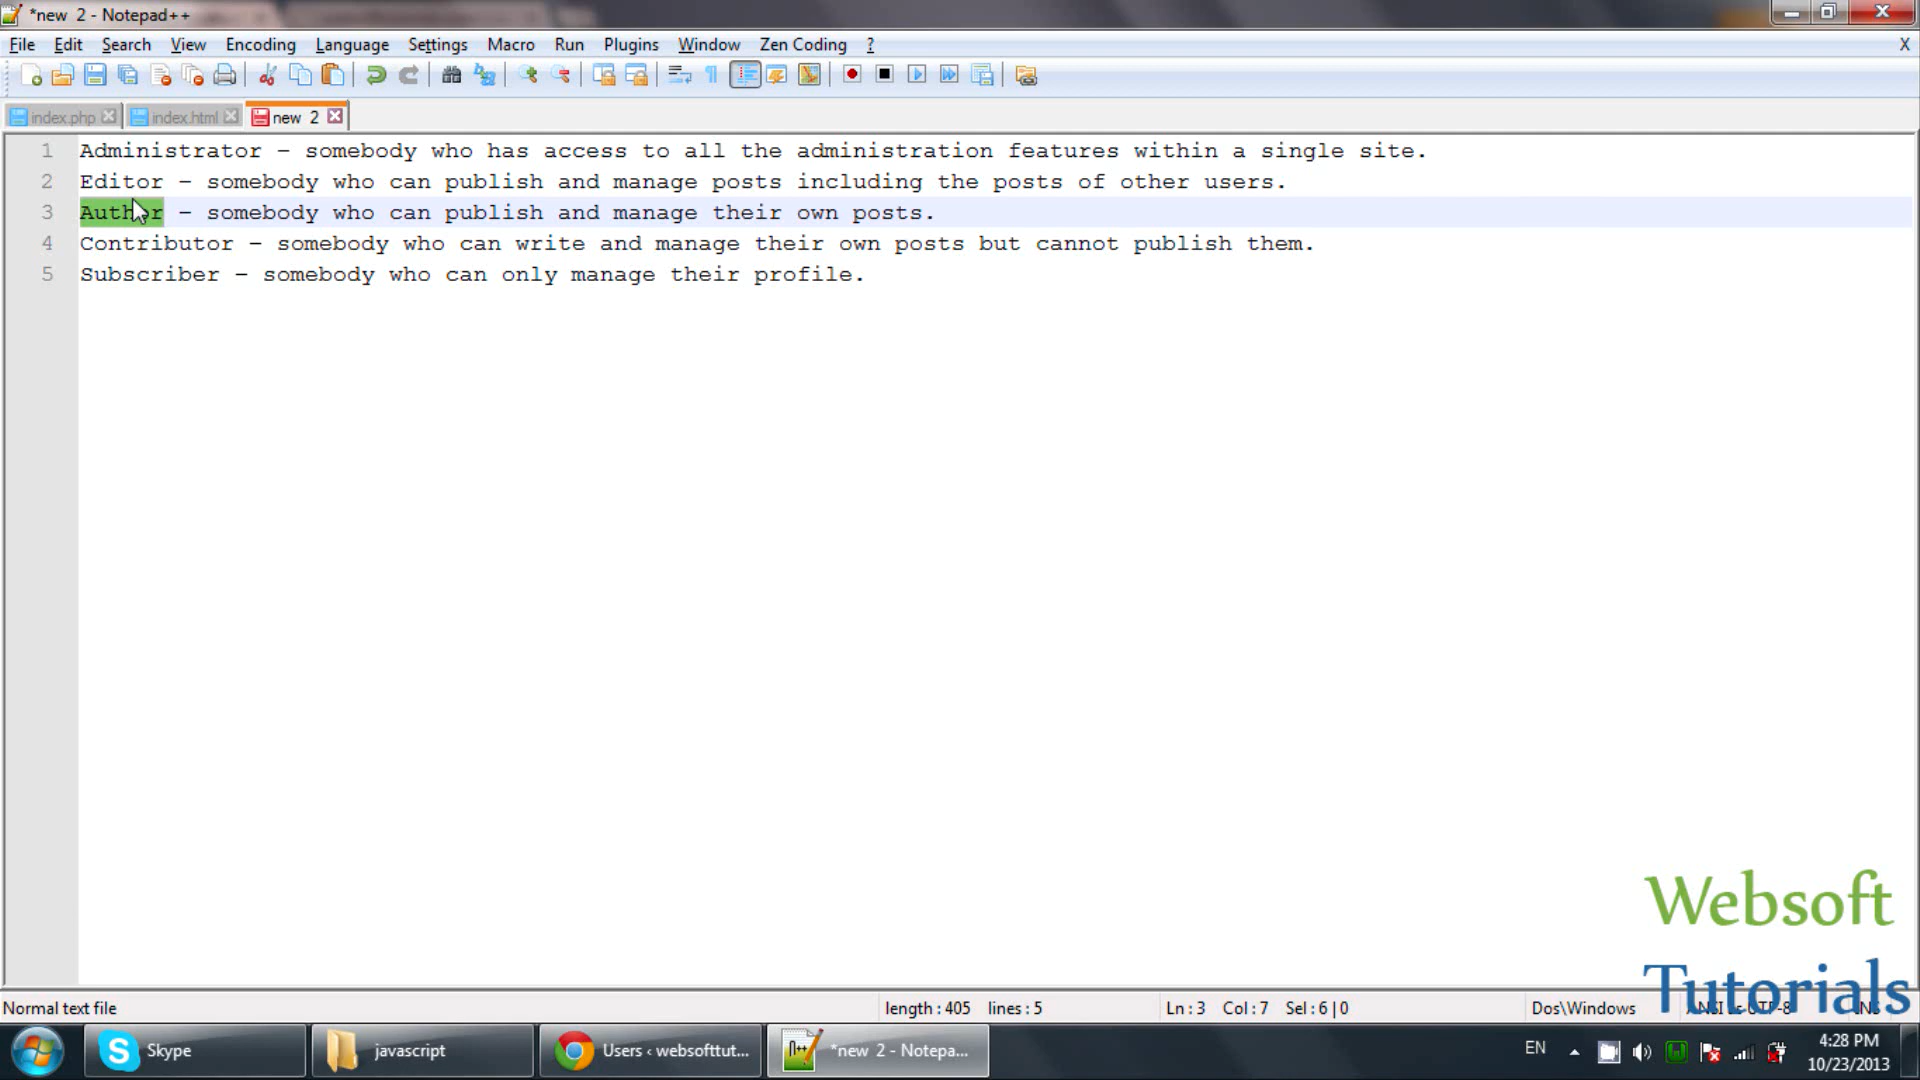 *new 2 - Notepad++
File Edit Search View Encoding Language Settings Macro Run Plugins Window Zen Coding ? X
index.php index.html new 2
1 Administrator – somebody who has access to all the administration features within a single site.
2 Editor – somebody who can publish and manage posts including the posts of other users.
3 Author – somebody who can publish and manage their own posts.
4 Contributor – somebody who can write and manage their own posts but cannot publish them.
5 Subscriber – somebody who can only manage their profile.
Websoft
Tutorials
Normal text file length : 405 lines : 5 Ln : 3 Col : 7 Sel : 6 | 0 Dos\Windows
Skype javascript Users ‹ websofttut... *new 2 - Notepa... EN 4:28 PM
10/23/2013